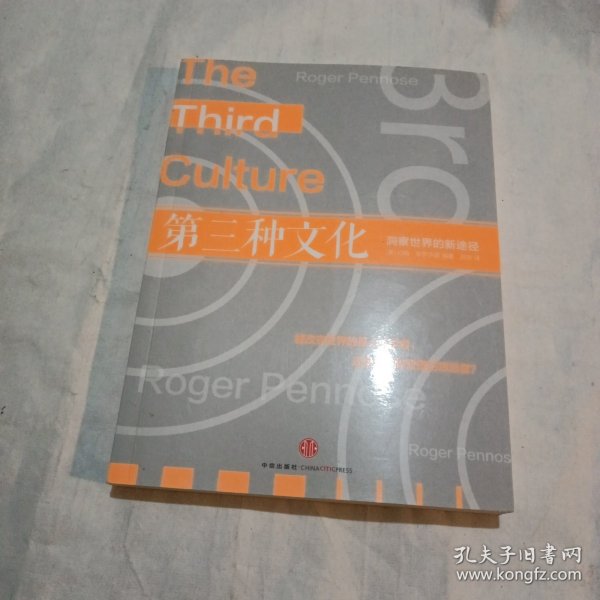 The
Roger Pennose
3rd
Third
Culture
第三种文化
洞察世界的新途径
Roger Pennose
Roger Pennos
中信出版社·CHINACITICPRESS
孔夫子旧书网
www.kongfz.com